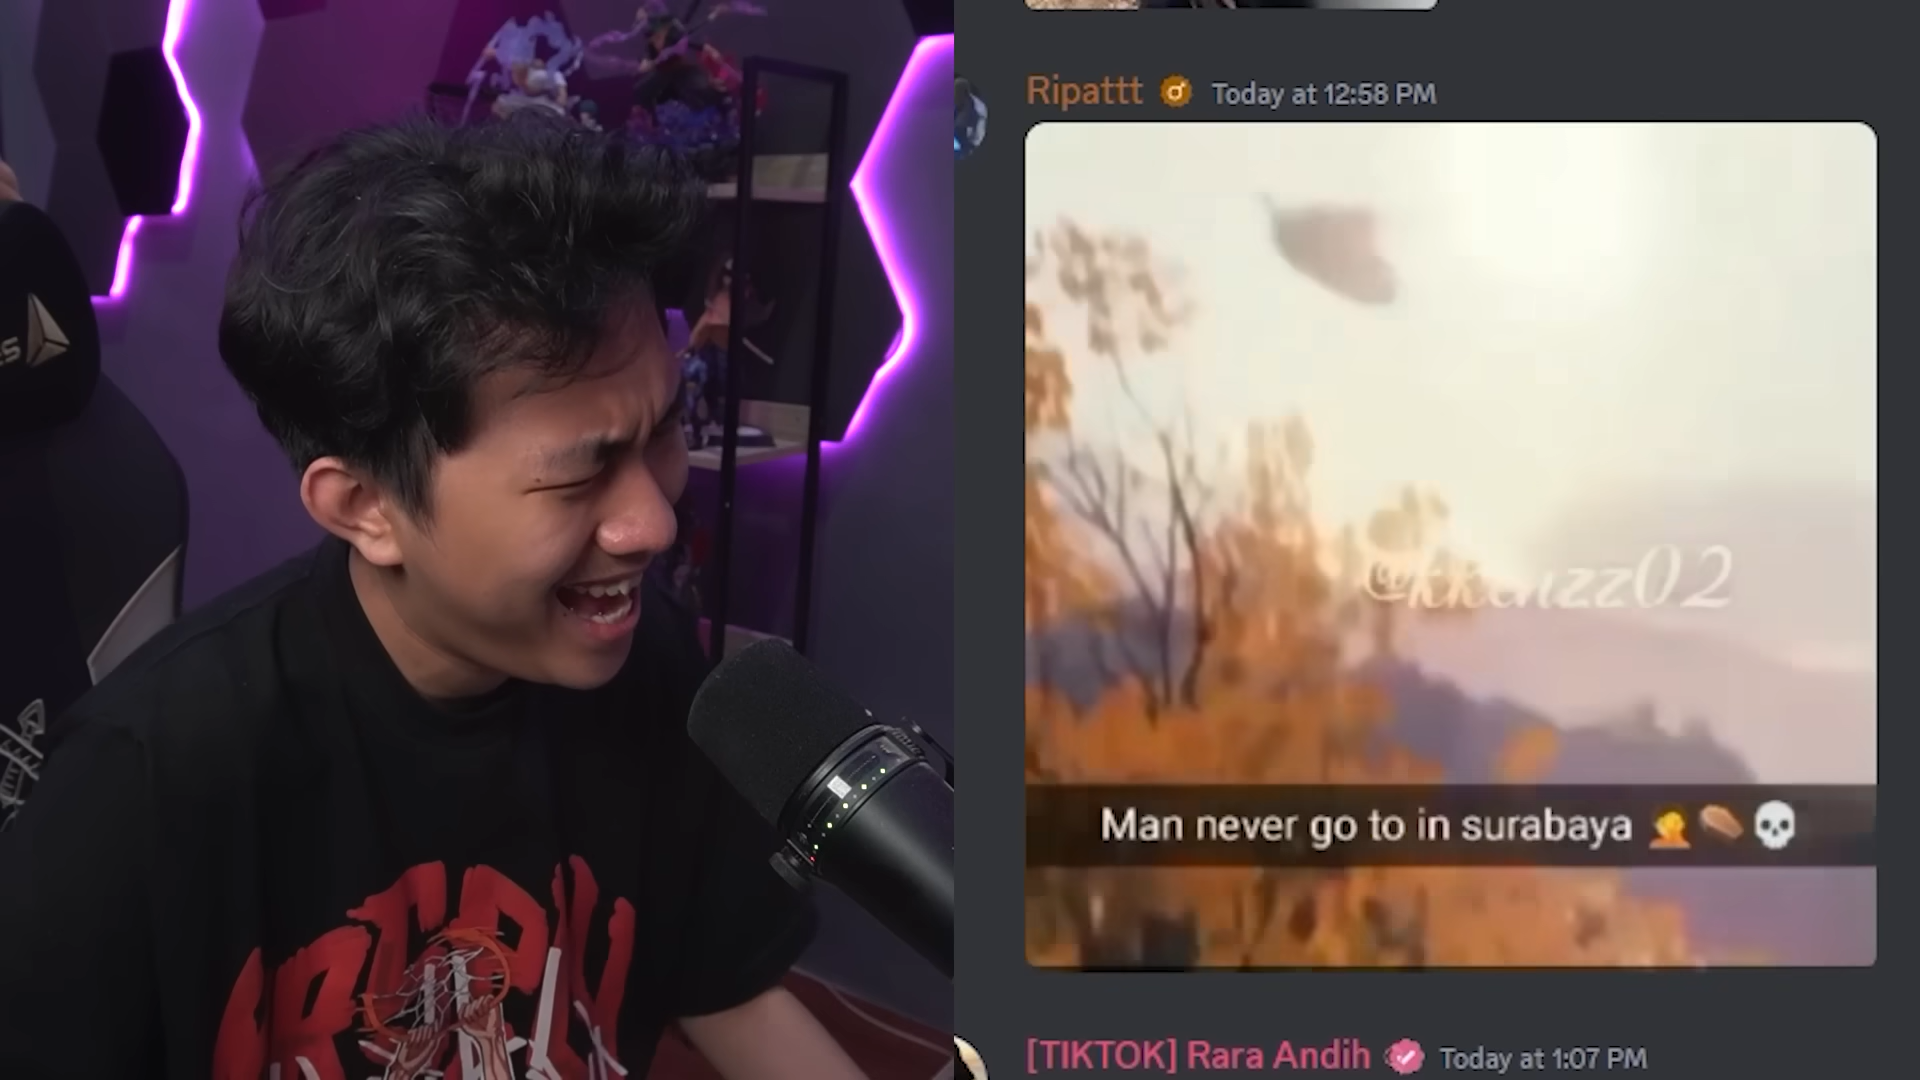 Ripattt Today at 12:58 PM
Man never go to in surabaya 🤦💊💀
[TIKTOK] Rara Andih Today at 1:07 PM